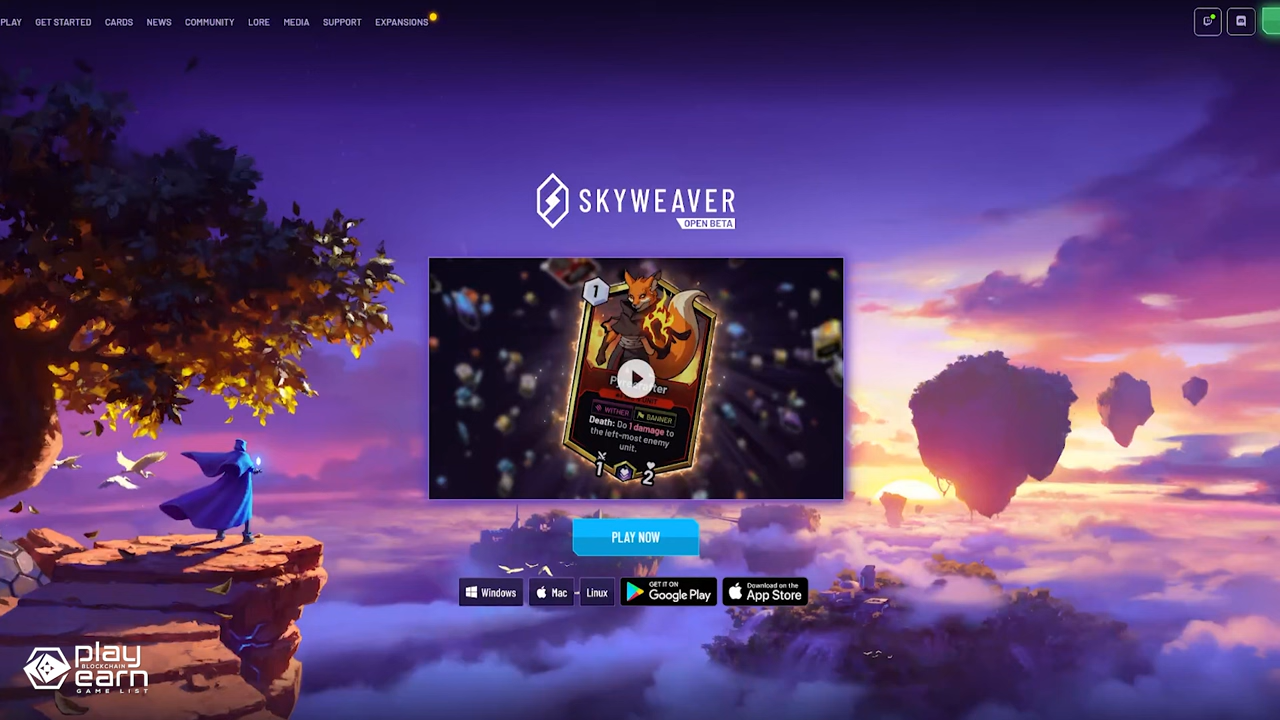 PLAY GET STARTED CARDS NEWS COMMUNITY LORE MEDIA SUPPORT EXPANSIONS
SKYWEAVER
OPEN BETA
1
WITHER BANNER
Death: Do 1 damage to
the left-most enemy
unit.
1 2
PLAY NOW
Windows Mac Linux GET IT ON Google Play Download on the App Store
play
BLOCKCHAIN
earn
GAME LIST